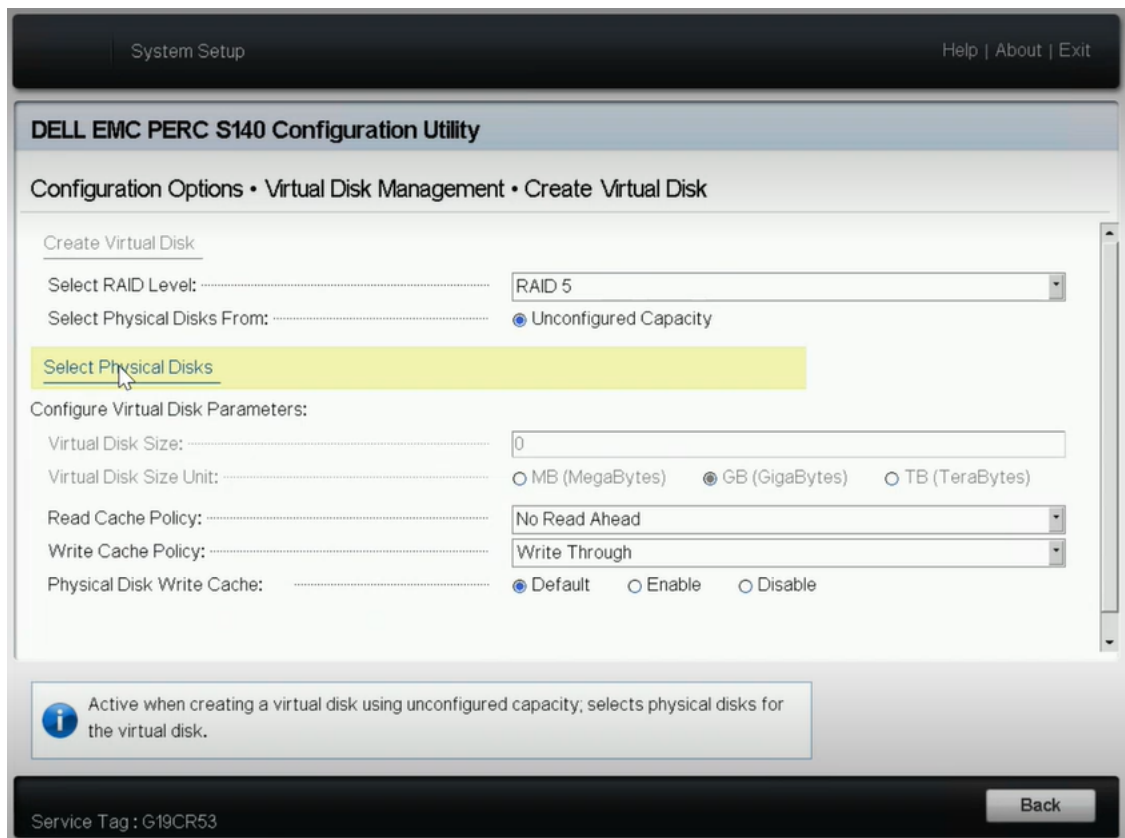 System Setup
Help | About | Exit
DELL EMC PERC S140 Configuration Utility
Configuration Options • Virtual Disk Management • Create Virtual Disk
Create Virtual Disk
Select RAID Level: RAID 5
Select Physical Disks From: Unconfigured Capacity
Select Physical Disks
Configure Virtual Disk Parameters:
Virtual Disk Size: 0
Virtual Disk Size Unit: MB (MegaBytes) GB (GigaBytes) TB (TeraBytes)
Read Cache Policy: No Read Ahead
Write Cache Policy: Write Through
Physical Disk Write Cache: Default Enable Disable
Active when creating a virtual disk using unconfigured capacity; selects physical disks for
the virtual disk.
Back
Service Tag : G19CR53